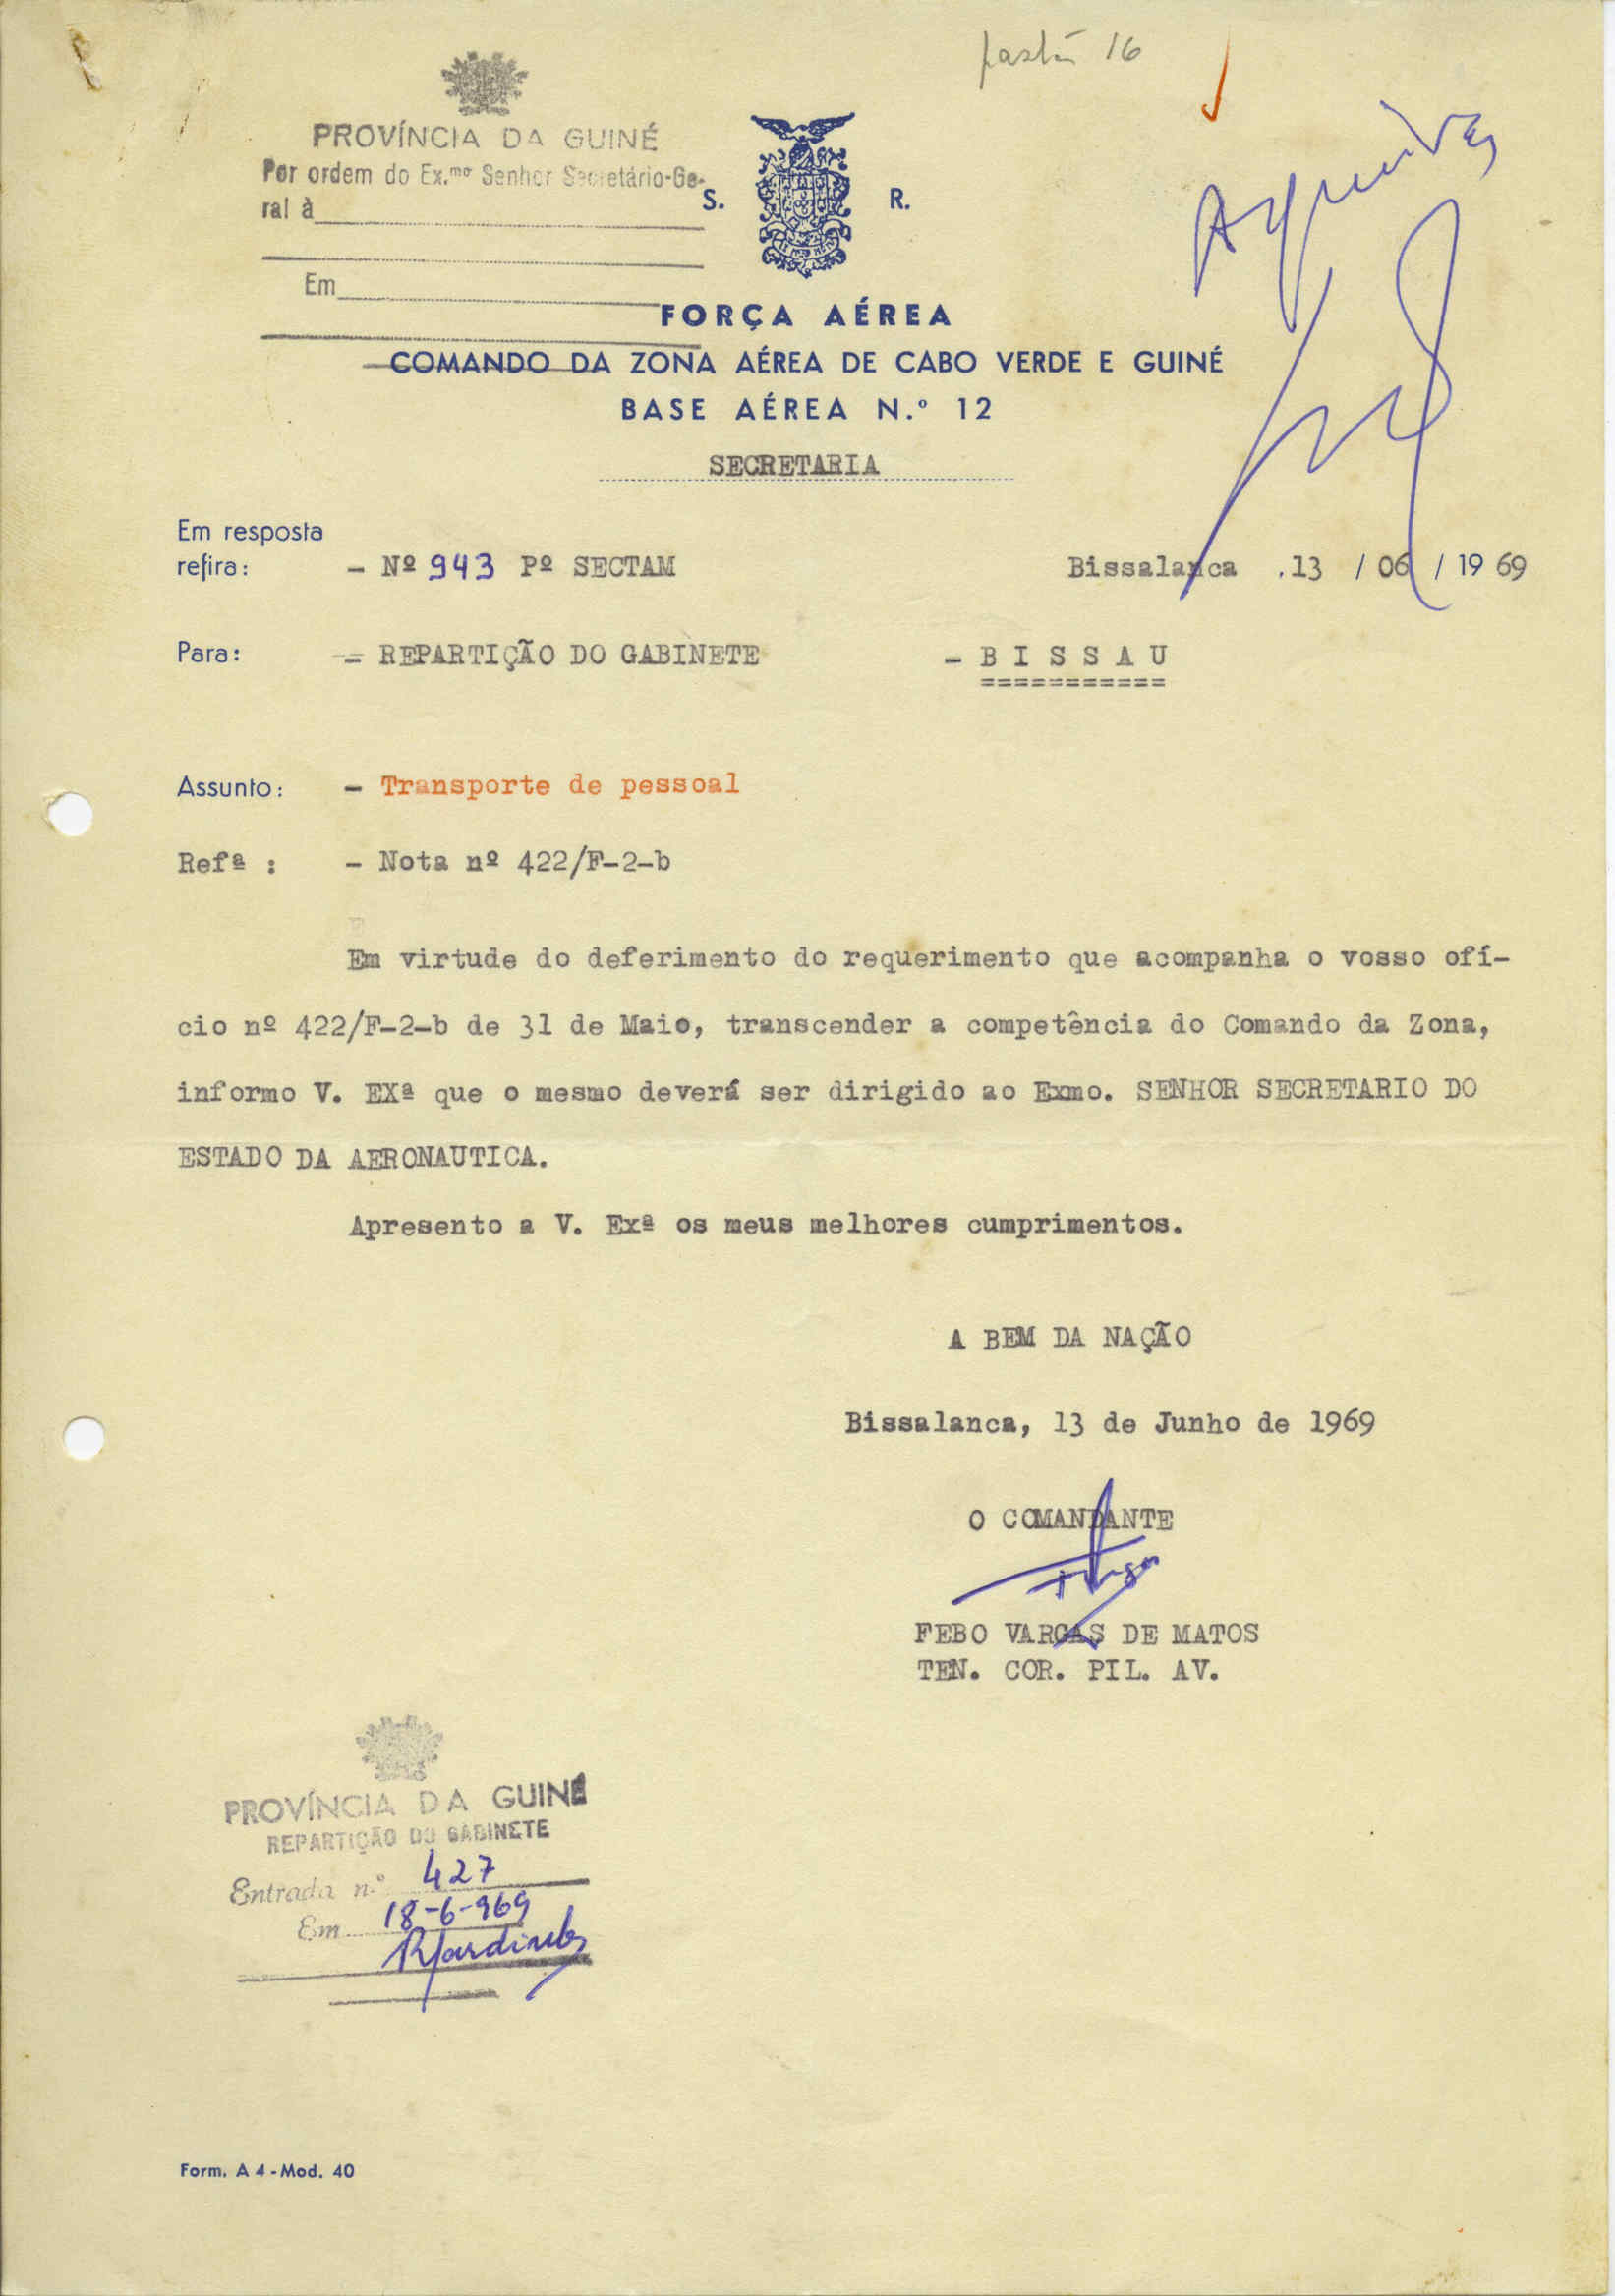 pasta 16
PROVÍNCIA DA GUINÉ
Por ordem do Ex.mo Senhor Secretário-Ge-
ral à
Em
S. R.
FORÇA AÉREA
COMANDO DA ZONA AÉREA DE CABO VERDE E GUINÉ
BASE AÉREA N.º 12
SECRETARIA
Em resposta
refira: - Nº 943 Pº SECTAM Bissalanca .13 / 06 / 19 69
Para: - REPARTIÇÃO DO GABINETE - B I S S A U
===========
Assunto: - Transporte de pessoal
Refª : - Nota nº 422/F-2-b
Em virtude do deferimento do requerimento que acompanha o vosso ofí-
cio nº 422/F-2-b de 31 de Maio, transcender a competência do Comando da Zona,
informo V. EXª que o mesmo deverá ser dirigido ao Exmo. SENHOR SECRETARIO DO
ESTADO DA AERONAUTICA.
Apresento a V. Exª os meus melhores cumprimentos.
A BEM DA NAÇÃO
Bissalanca, 13 de Junho de 1969
O COMANDANTE
FEBO VARGAS DE MATOS
TEN. COR. PIL. AV.
PROVÍNCIA DA GUINÉ
REPARTIÇÃO DO GABINETE
Entrada n.º 427
Em 18-6-969
Form. A 4 - Mod. 40